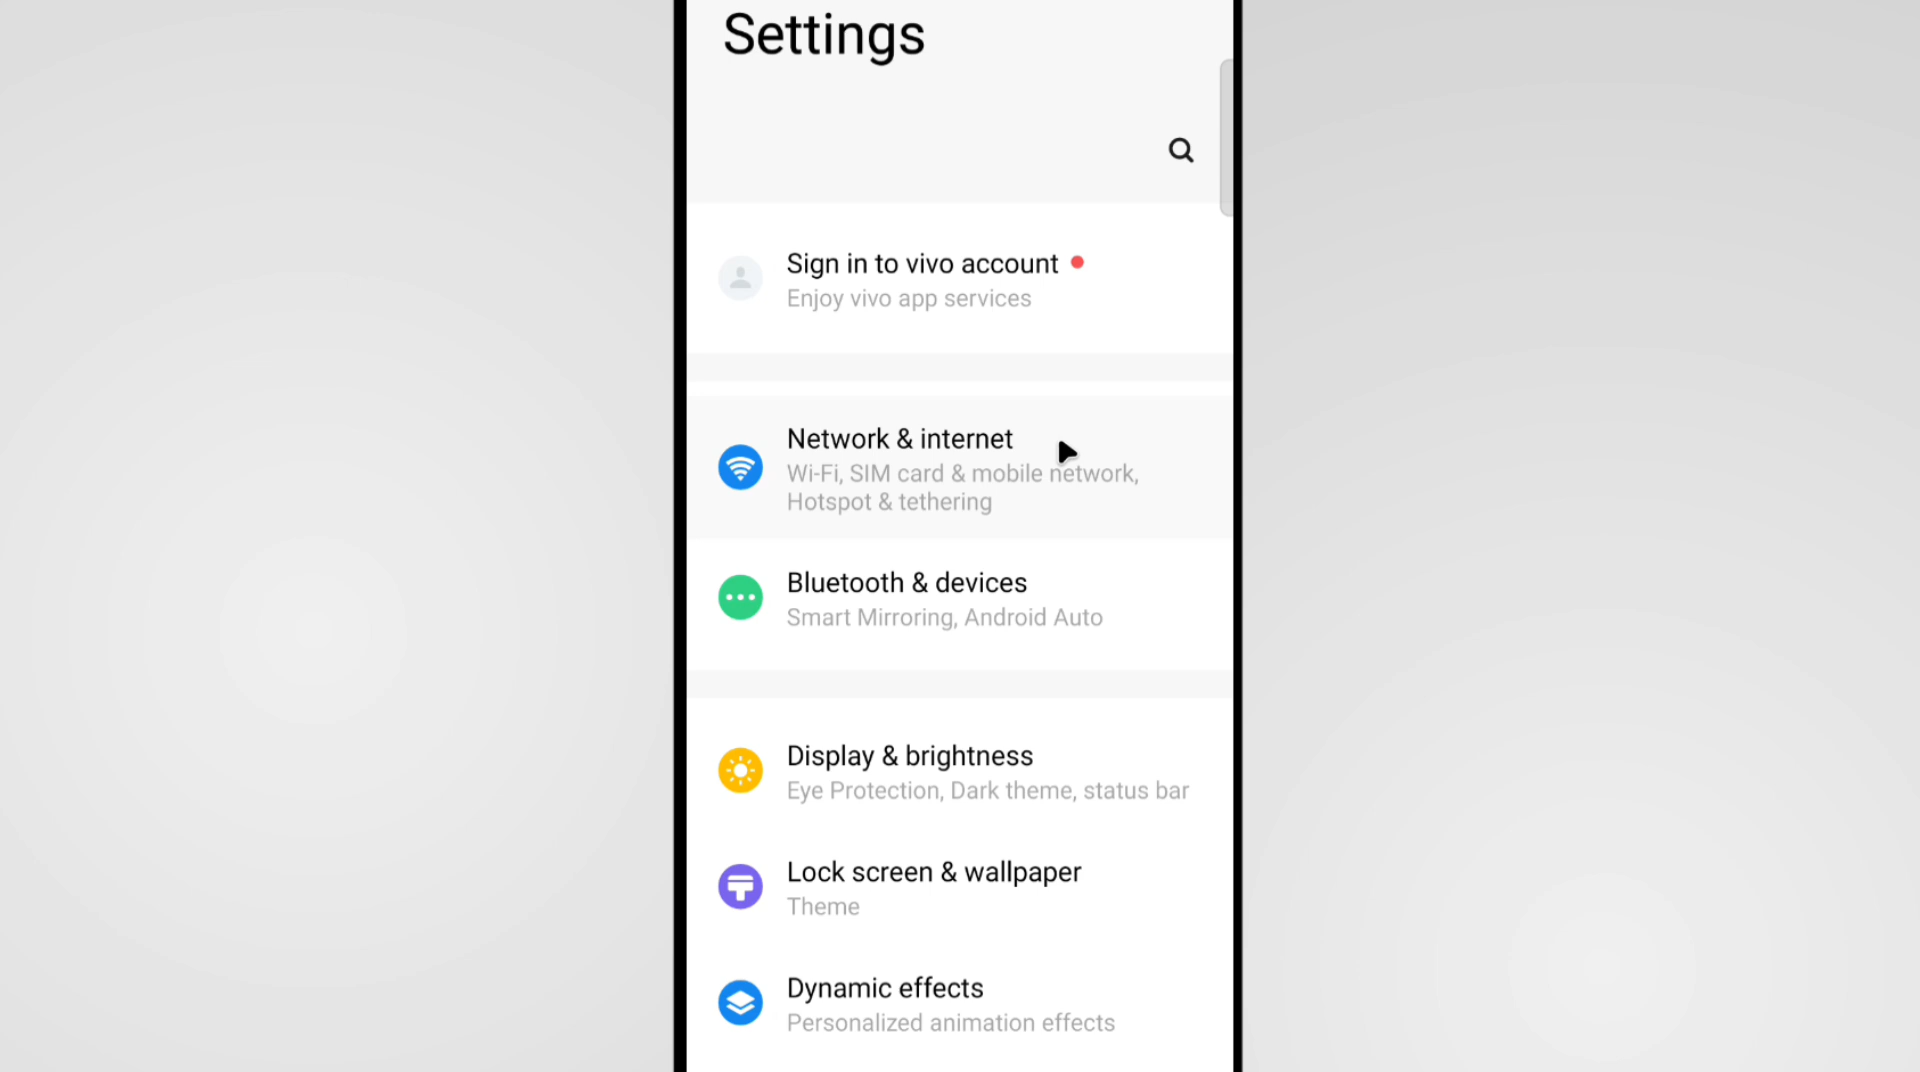 Settings
Sign in to vivo account
Enjoy vivo app services
Network & internet
Wi-Fi, SIM card & mobile network,
Hotspot & tethering
Bluetooth & devices
Smart Mirroring, Android Auto
Display & brightness
Eye Protection, Dark theme, status bar
Lock screen & wallpaper
Theme
Dynamic effects
Personalized animation effects